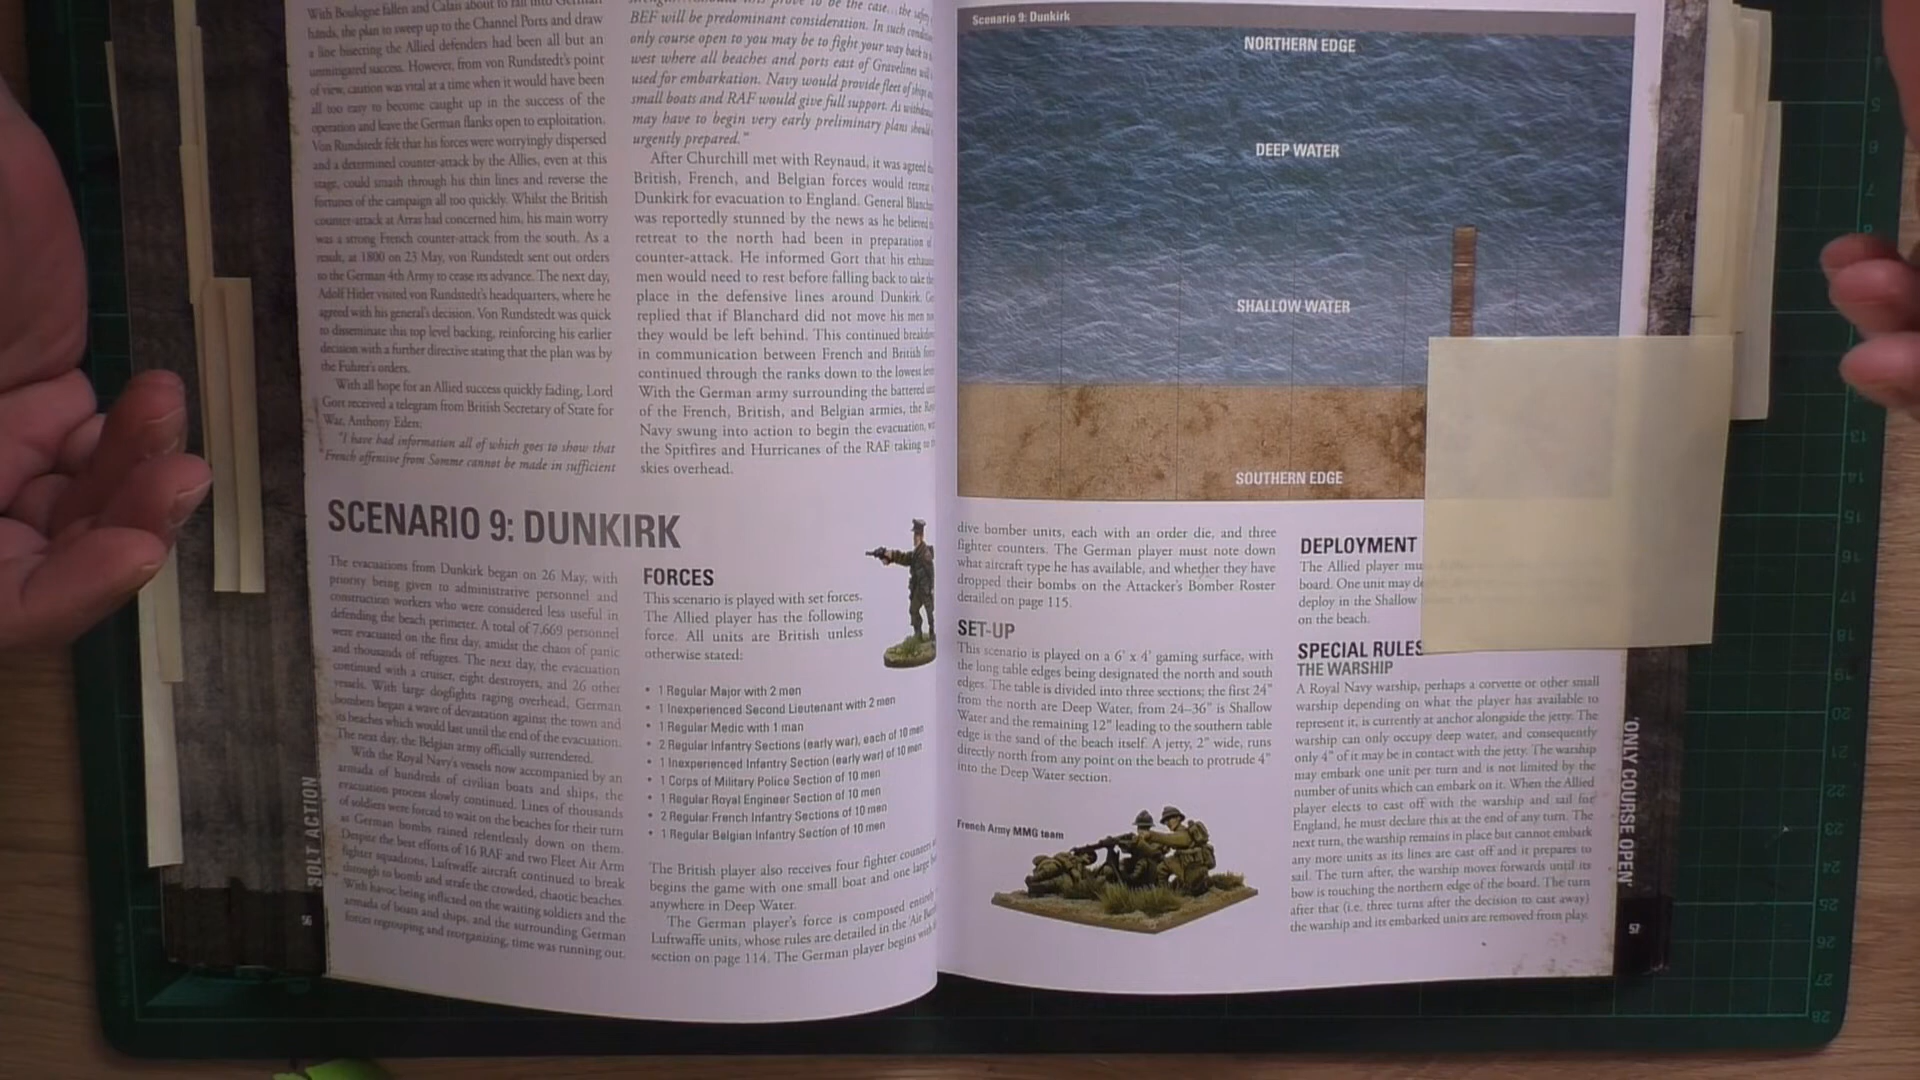 With Boulogne fallen and Calais about to fall into German
hands, the plan to sweep up to the Channel Ports and draw
a line bisecting the Allied defenders had been all but an
unmitigated success. However, from von Rundstedt's point
of view, caution was vital at a time when it would have been
all too easy to become caught up in the success of the
operation and leave the German flanks open to exploitation.
Von Rundstedt felt that his forces were worryingly dispersed
and a determined counter-attack by the Allies, even at this
stage, could smash through his thin lines and reverse the
fortunes of the campaign all too quickly. Whilst the British
counter-attack at Arras had concerned him, his main worry
was a strong French counter-attack from the south. As a
result, at 1800 on 23 May, von Rundstedt sent out orders
to the German 4th Army to cease its advance. The next day,
Adolf Hitler visited von Rundstedt's headquarters, where he
agreed with his general's decision. Von Rundstedt was quick
to disseminate this top level backing, reinforcing his earlier
decision with a further directive stating that the plan was by
the Fuhrer's orders.
With all hope for an Allied success quickly fading, Lord
Gort received a telegram from British Secretary of State for
War, Anthony Eden:
"I have had information all of which goes to show that
French offensive from Somme cannot be made in sufficient
prove to be the case...the safety
BEF will be predominant consideration. In such
only course open to you may be to fight your way back to
west where all beaches and ports east of Gravelines will
used for embarkation. Navy would provide fleet of ships
small boats and RAF would give full support. As
may have to begin very early preliminary plans should
urgently prepared."
After Churchill met with Reynaud, it was agreed
British, French, and Belgian forces would
Dunkirk for evacuation to England. General
was reportedly stunned by the news as he believed
retreat to the north had been in preparation
counter-attack. He informed Gort that his
men would need to rest before falling back to take
place in the defensive lines around Dunkirk.
replied that if Blanchard did not move his men
they would be left behind. This continued
in communication between French and British
continued through the ranks down to the lowest
With the German army surrounding the battered
of the French, British, and Belgian armies, the
Navy swung into action to begin the evacuation,
the Spitfires and Hurricanes of the RAF taking to
skies overhead.
SCENARIO 9: DUNKIRK
The evacuations from Dunkirk began on 26 May, with
priority being given to administrative personnel and
construction workers who were considered less useful in
defending the beach perimeter. A total of 7,669 personnel
were evacuated on the first day, amidst the chaos of panic
and thousands of refugees. The next day, the evacuation
continued with a cruiser, eight destroyers, and 26 other
vessels. With large dogfights raging overhead, German
bombers began a wave of devastation against the town and
its beaches which would last until the end of the evacuation.
The next day, the Belgian army officially surrendered.
With the Royal Navy's vessels now accompanied by an
armada of hundreds of civilian boats and ships, the
evacuation process slowly continued. Lines of thousands
of soldiers were forced to wait on the beaches for their turn
as German bombs rained relentlessly down on them.
Despite the best efforts of 16 RAF and two Fleet Air Arm
fighter squadrons, Luftwaffe aircraft continued to break
through to bomb and strafe the crowded, chaotic beaches.
With havoc being inflicted on the waiting soldiers and the
armada of boats and ships, and the surrounding German
forces regrouping and reorganizing, time was running out.
FORCES
This scenario is played with set forces.
The Allied player has the following
force. All units are British unless
otherwise stated:
• 1 Regular Major with 2 men
• 1 Inexperienced Second Lieutenant with 2 men
• 1 Regular Medic with 1 man
• 2 Regular Infantry Sections (early war), each of 10 men
• 1 Inexperienced Infantry Section (early war) of 10 men
• 1 Corps of Military Police Section of 10 men
• 1 Regular Royal Engineer Section of 10 men
• 2 Regular French Infantry Sections of 10 men
• 1 Regular Belgian Infantry Section of 10 men
The British player also receives four fighter counters
begins the game with one small boat and one large
anywhere in Deep Water.
The German player's force is composed entirely
Luftwaffe units, whose rules are detailed in the 'Air
section on page 114. The German player begins with
BOLT ACTION
56
Scenario 9: Dunkirk
NORTHERN EDGE
DEEP WATER
SHALLOW WATER
SOUTHERN EDGE
dive bomber units, each with an order die, and three
fighter counters. The German player must note down
what aircraft type he has available, and whether they have
dropped their bombs on the Attacker's Bomber Roster
detailed on page 115.
SET-UP
This scenario is played on a 6' x 4' gaming surface, with
the long table edges being designated the north and south
edges. The table is divided into three sections; the first 24"
from the north are Deep Water, from 24–36" is Shallow
Water and the remaining 12" leading to the southern table
edge is the sand of the beach itself. A jetty, 2" wide, runs
directly north from any point on the beach to protrude 4"
into the Deep Water section.
French Army MMG team
DEPLOYMENT
The Allied player
board. One unit may
deploy in the Shallow
on the beach.
SPECIAL RULES
THE WARSHIP
A Royal Navy warship, perhaps a corvette or other small
warship depending on what the player has available to
represent it, is currently at anchor alongside the jetty. The
warship can only occupy deep water, and consequently
only 4" of it may be in contact with the jetty. The warship
may embark one unit per turn and is not limited by the
number of units which can embark on it. When the Allied
player elects to cast off with the warship and sail for
England, he must declare this at the end of any turn. The
next turn, the warship remains in place but cannot embark
any more units as its lines are cast off and it prepares to
sail. The turn after, the warship moves forwards until its
bow is touching the northern edge of the board. The turn
after that (i.e. three turns after the decision to cast away)
the warship and its embarked units are removed from play.
'ONLY COURSE OPEN'
57